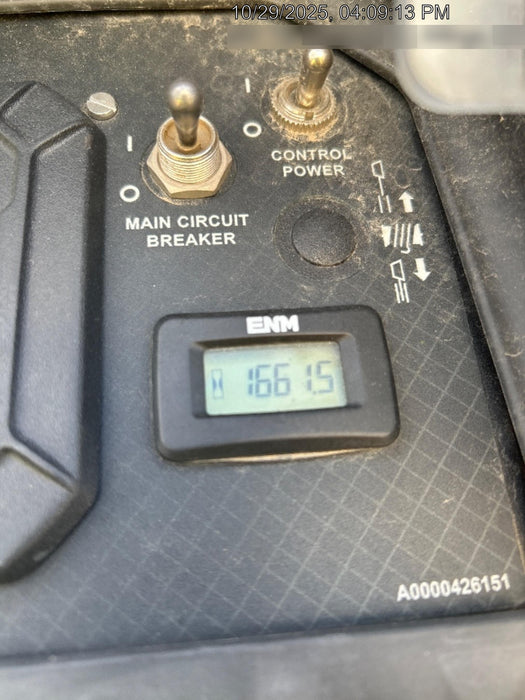 10/29/2025, 04:09:13 PM
I
I
O
O
CONTROL
POWER
MAIN CIRCUIT
BREAKER
ENM
1661.5
A0000426151